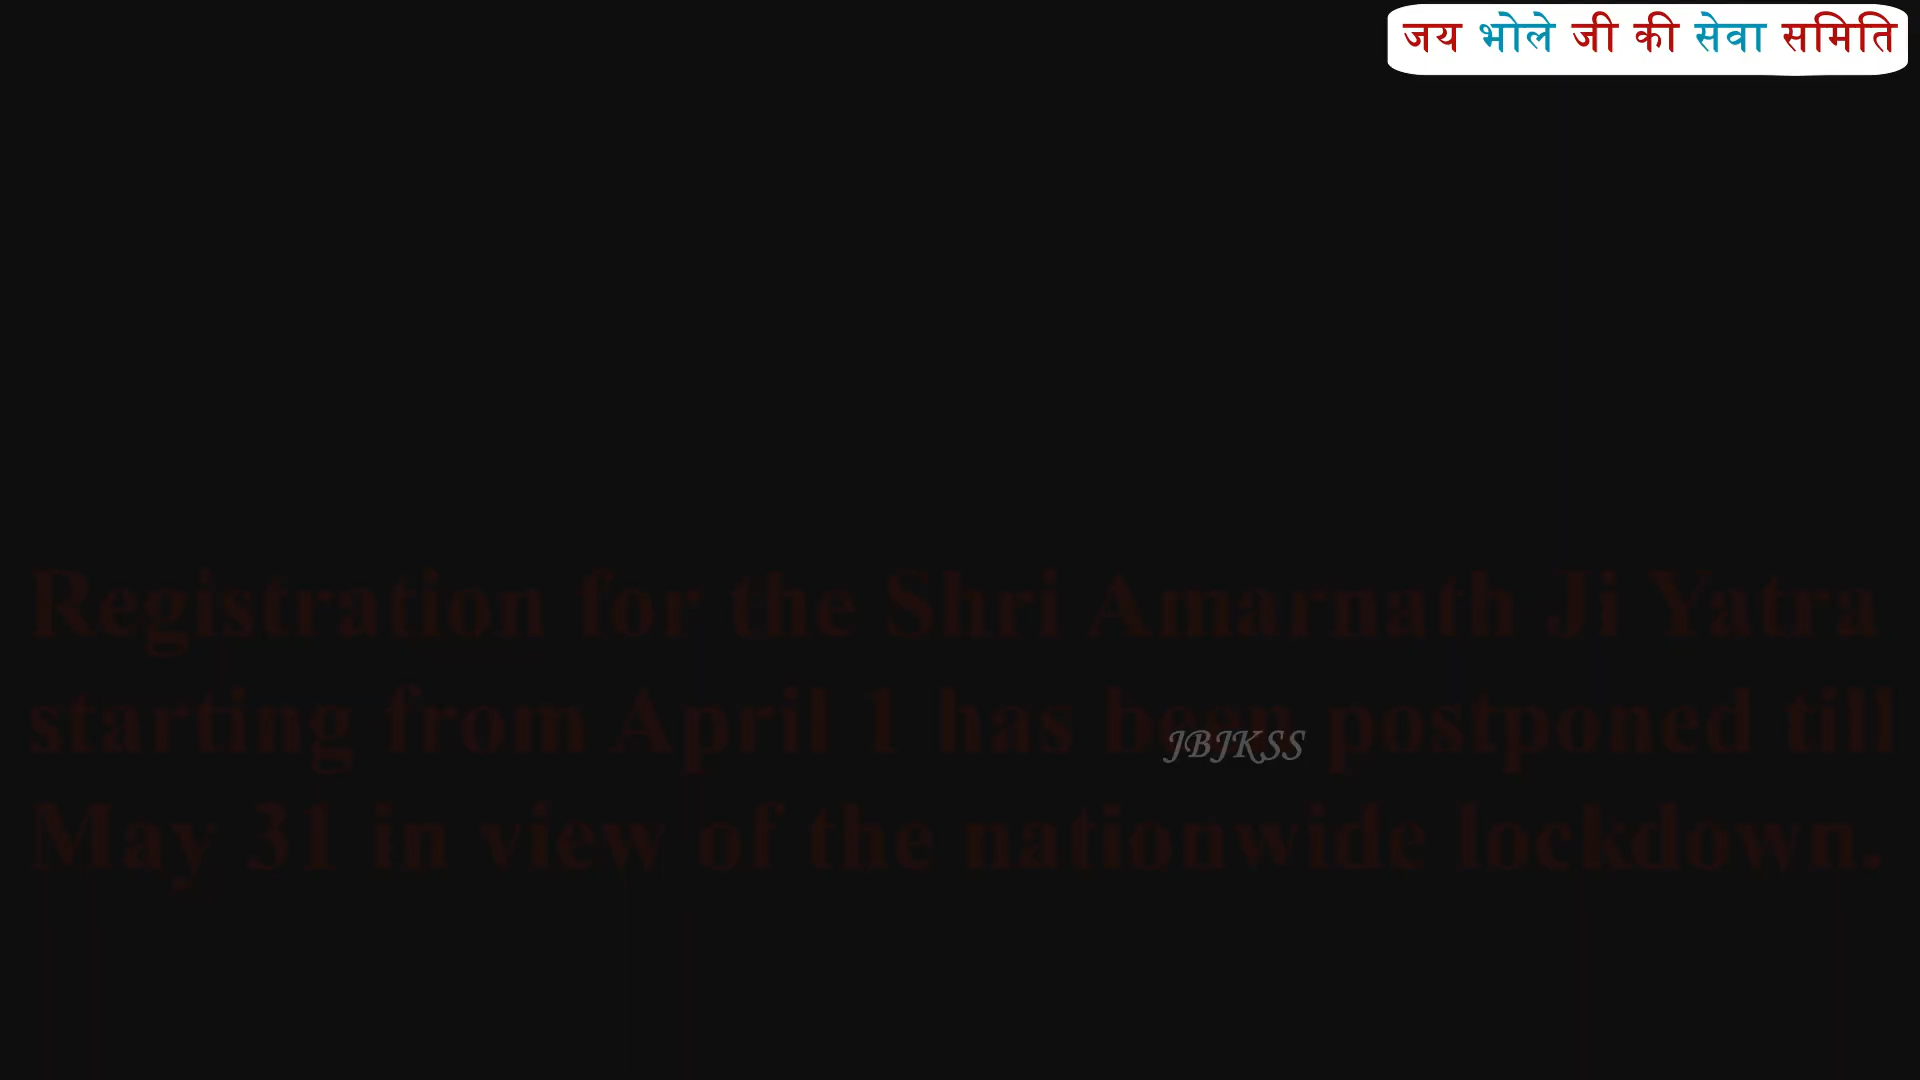 जय भोले जी की सेवा समिति
Registration for the Shri Amarnath Ji Yatra
starting from April 1 has been postponed till
JBJKSS
May 31 in view of the nationwide lockdown.